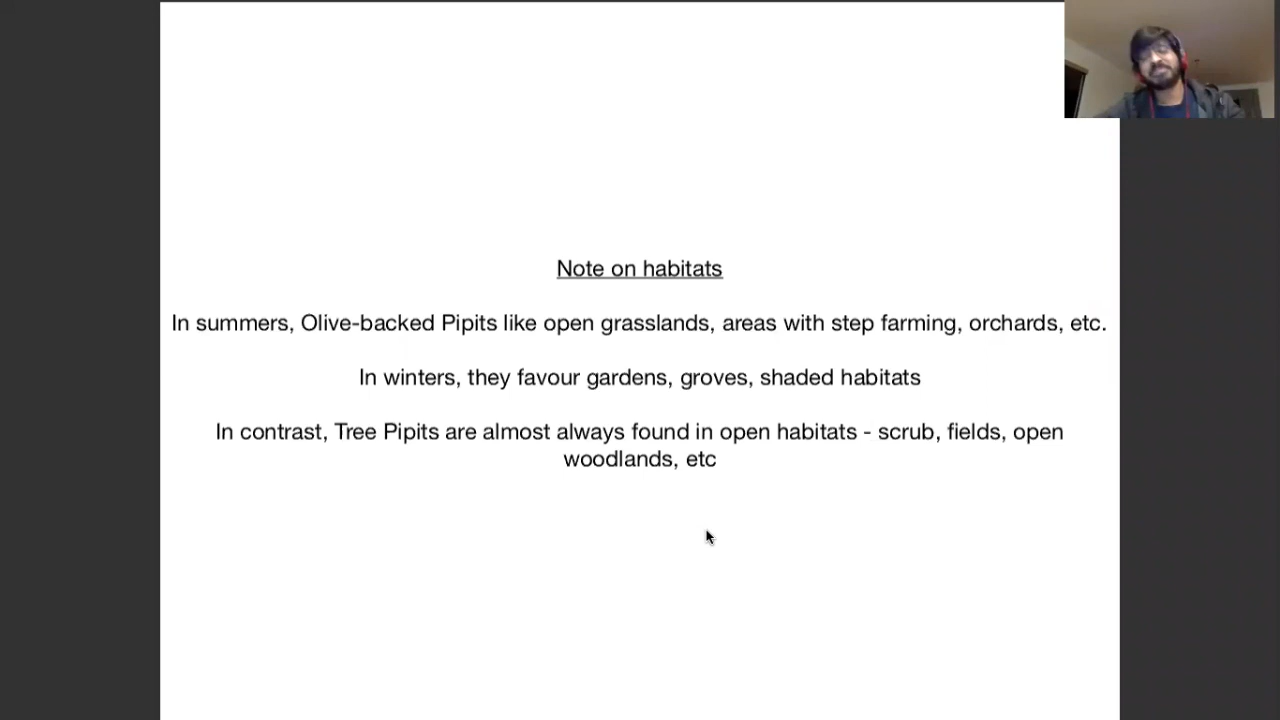 Note on habitats
In summers, Olive-backed Pipits like open grasslands, areas with step farming, orchards, etc.
In winters, they favour gardens, groves, shaded habitats
In contrast, Tree Pipits are almost always found in open habitats - scrub, fields, open
woodlands, etc